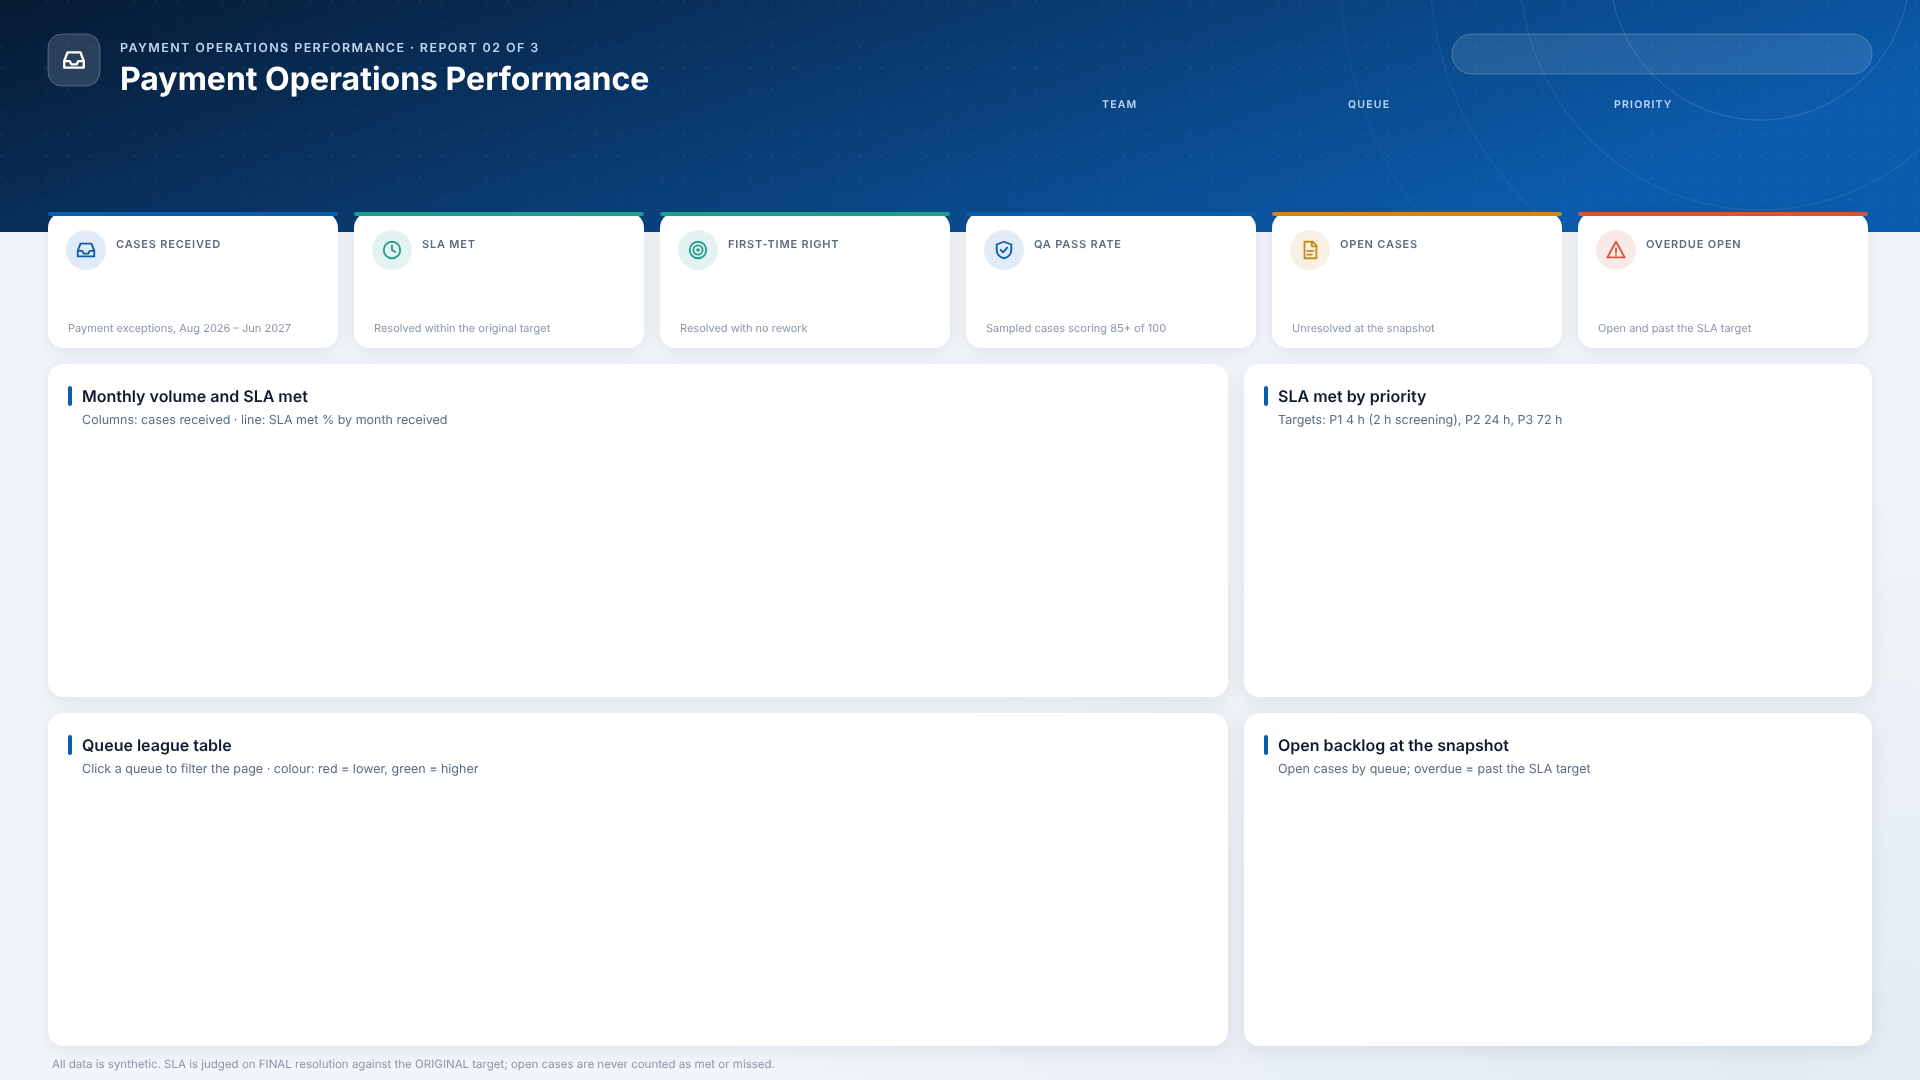 PAYMENT OPERATIONS PERFORMANCE · REPORT 02 OF 3
Payment Operations Performance
TEAM
QUEUE
PRIORITY
CASES RECEIVED
Payment exceptions, Aug 2026 – Jun 2027
SLA MET
Resolved within the original target
FIRST-TIME RIGHT
Resolved with no rework
QA PASS RATE
Sampled cases scoring 85+ of 100
OPEN CASES
Unresolved at the snapshot
OVERDUE OPEN
Open and past the SLA target
Monthly volume and SLA met
Columns: cases received · line: SLA met % by month received
SLA met by priority
Targets: P1 4 h (2 h screening), P2 24 h, P3 72 h
Queue league table
Click a queue to filter the page · colour: red = lower, green = higher
Open backlog at the snapshot
Open cases by queue; overdue = past the SLA target
All data is synthetic. SLA is judged on FINAL resolution against the ORIGINAL target; open cases are never counted as met or missed.